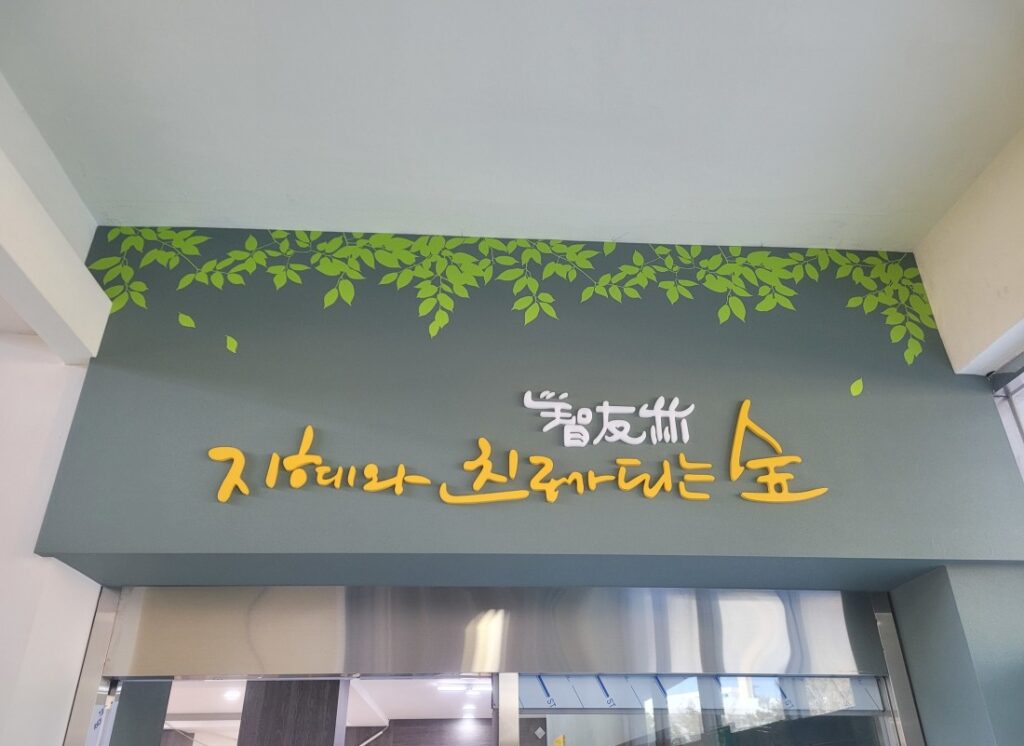 智友林
지혜와 친구가 되는 숲